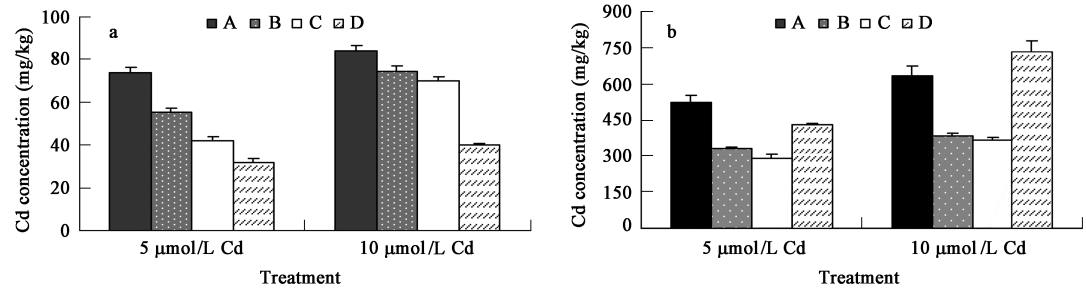 a
A B C D
Cd concentration (mg/kg)
100
80
60
40
20
0
5 μmol/L Cd 10 μmol/L Cd
Treatment
b
A B C D
Cd concentration (mg/kg)
900
750
600
450
300
150
0
5 μmol/L Cd 10 μmol/L Cd
Treatment